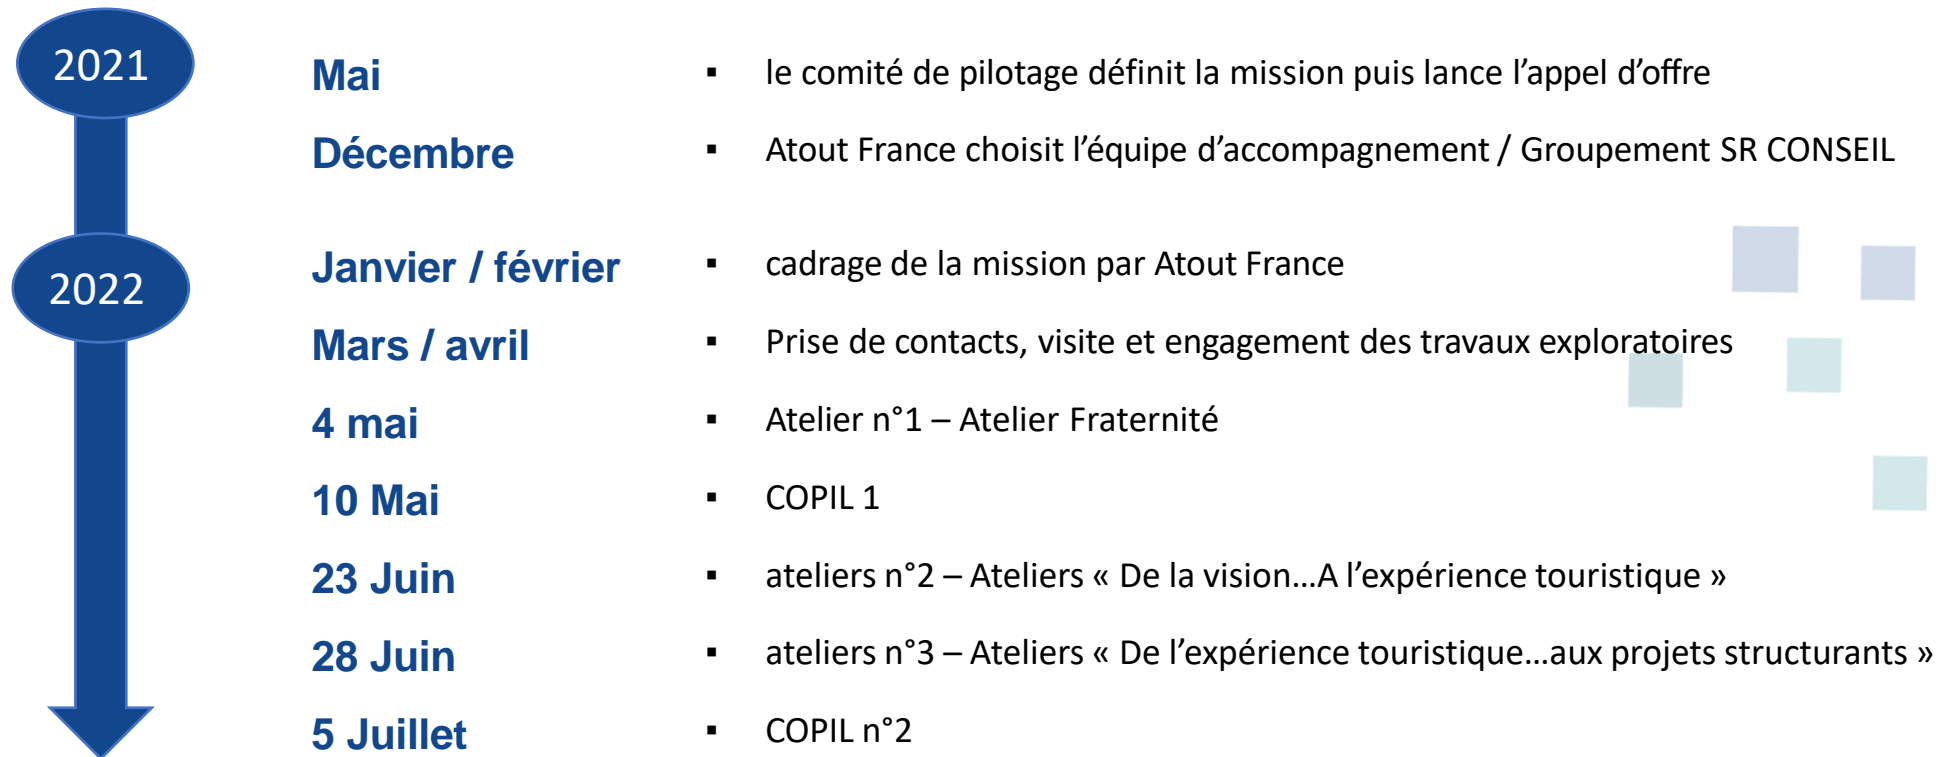 2021
Mai ▪ le comité de pilotage définit la mission puis lance l’appel d’offre
Décembre ▪ Atout France choisit l’équipe d’accompagnement / Groupement SR CONSEIL
2022
Janvier / février ▪ cadrage de la mission par Atout France
Mars / avril ▪ Prise de contacts, visite et engagement des travaux exploratoires
4 mai ▪ Atelier n°1 – Atelier Fraternité
10 Mai ▪ COPIL 1
23 Juin ▪ ateliers n°2 – Ateliers « De la vision…A l’expérience touristique »
28 Juin ▪ ateliers n°3 – Ateliers « De l’expérience touristique…aux projets structurants »
5 Juillet ▪ COPIL n°2